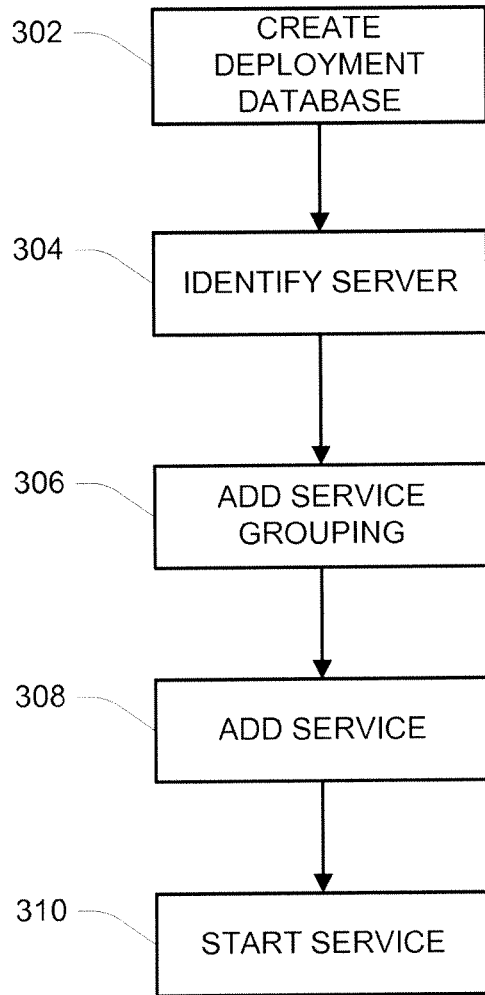 302
CREATE
DEPLOYMENT
DATABASE
304
IDENTIFY SERVER
306
ADD SERVICE
GROUPING
308
ADD SERVICE
310
START SERVICE